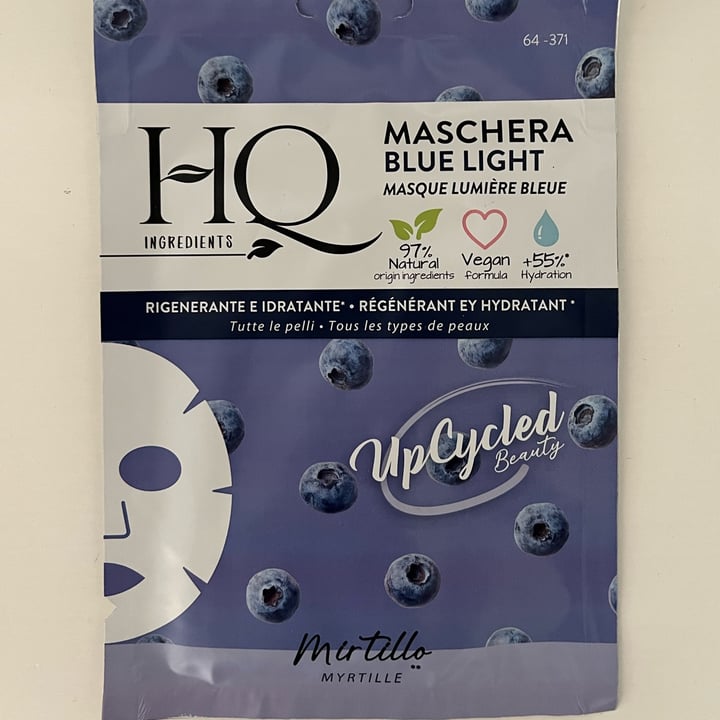 64 -371
HQ
INGREDIENTS
MASCHERA
BLUE LIGHT
MASQUE LUMIÈRE BLEUE
97%
Natural
origin ingredients
Vegan
formula
+55%*
Hydration
RIGENERANTE E IDRATANTE* • RÉGÉNÉRANT EY HYDRATANT *
Tutte le pelli • Tous les types de peaux
UpCycled
Beauty
Mirtillo
MYRTILLE